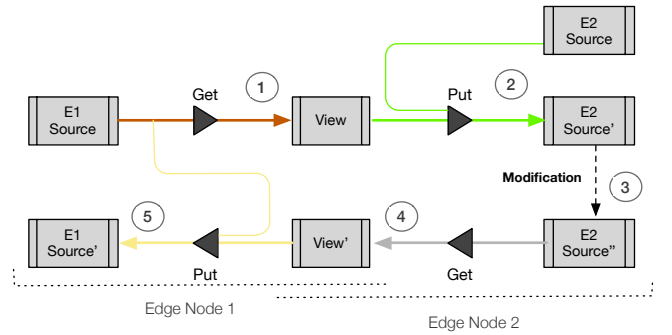 E2
Source
Get
1
Put
2
E1
Source
View
E2
Source'
Modification
3
5
4
E1
Source'
View'
E2
Source''
Put
Get
Edge Node 1
Edge Node 2